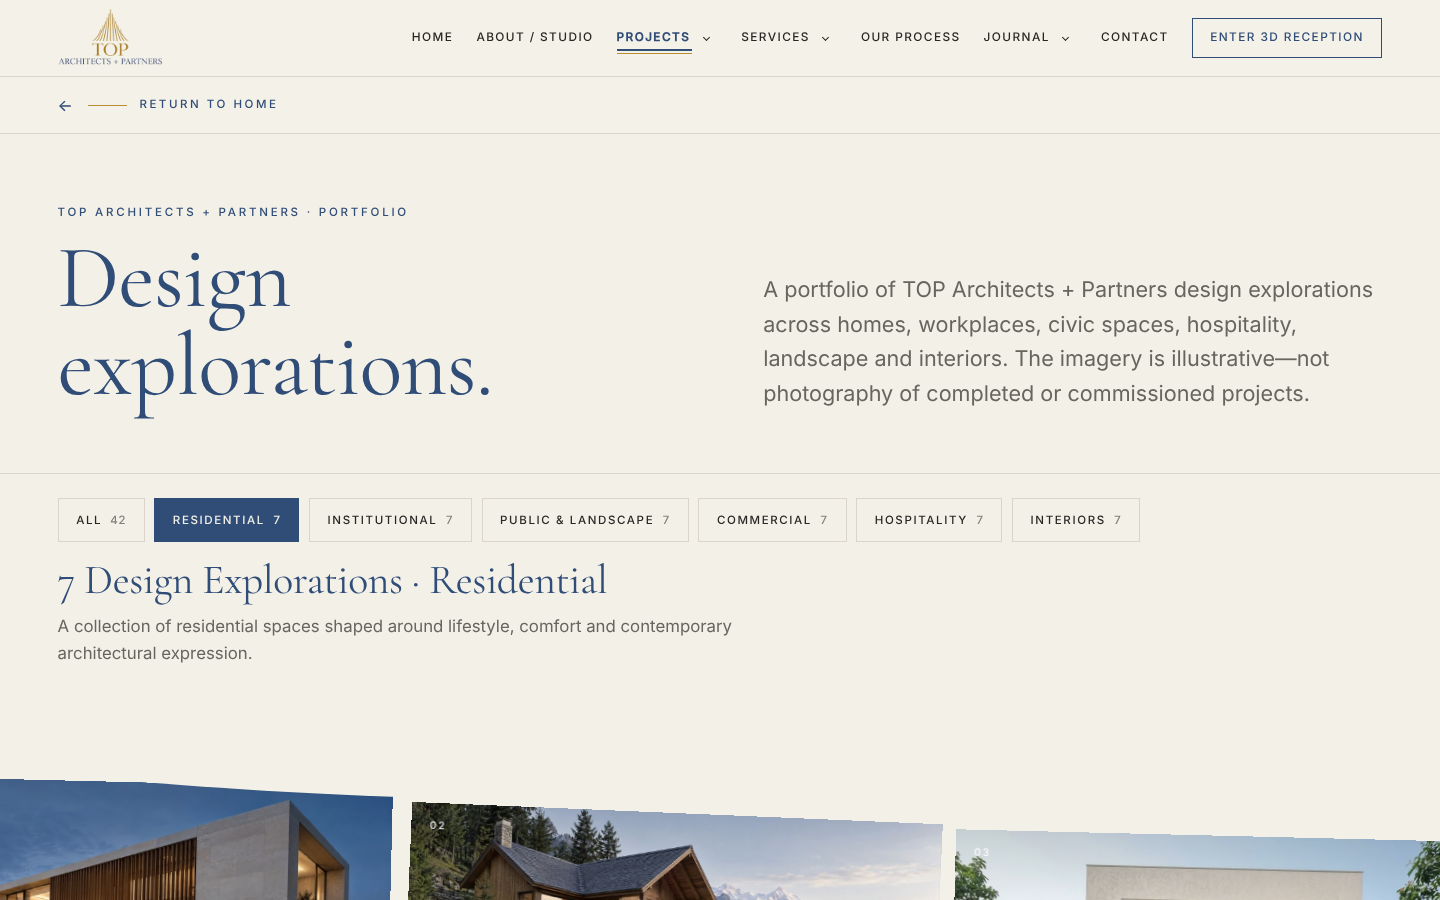 TOP
ARCHITECTS + PARTNERS
HOME
ABOUT / STUDIO
PROJECTS
SERVICES
OUR PROCESS
JOURNAL
CONTACT
ENTER 3D RECEPTION
RETURN TO HOME
TOP ARCHITECTS + PARTNERS · PORTFOLIO
Design
explorations.
A portfolio of TOP Architects + Partners design explorations
across homes, workplaces, civic spaces, hospitality,
landscape and interiors. The imagery is illustrative—not
photography of completed or commissioned projects.
ALL 42
RESIDENTIAL 7
INSTITUTIONAL 7
PUBLIC & LANDSCAPE 7
COMMERCIAL 7
HOSPITALITY 7
INTERIORS 7
7 Design Explorations · Residential
A collection of residential spaces shaped around lifestyle, comfort and contemporary
architectural expression.
02
03